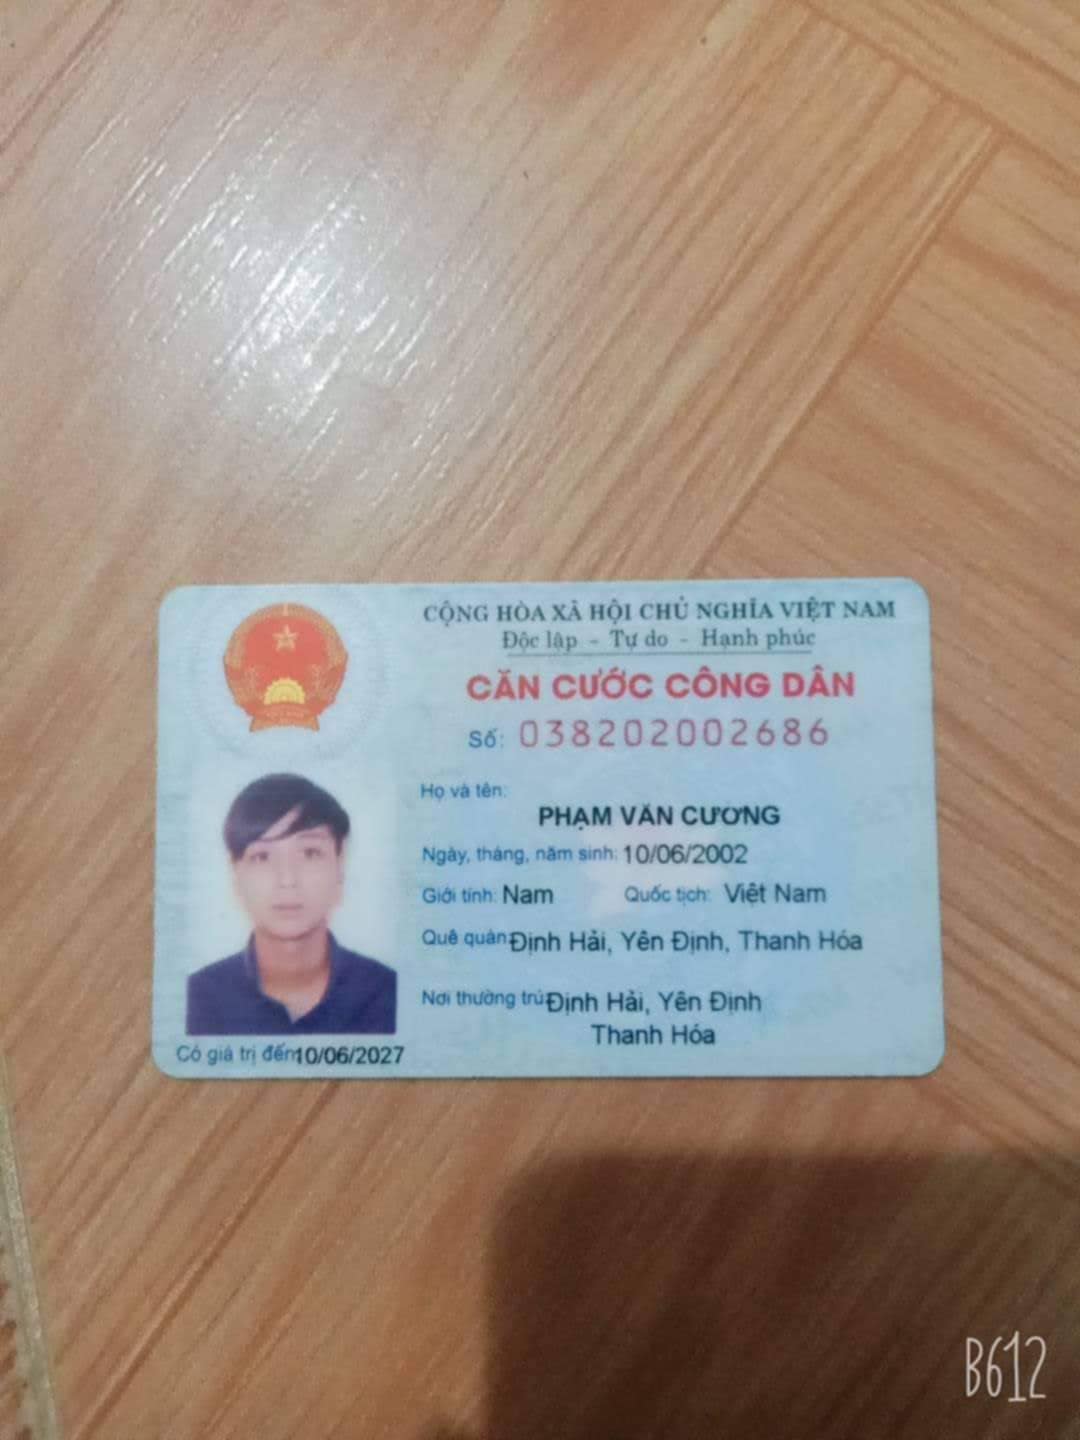 CỘNG HÒA XÃ HỘI CHỦ NGHĨA VIỆT NAM
Độc lập - Tự do - Hạnh phúc
CĂN CƯỚC CÔNG DÂN
Số: 038202002686
Họ và tên:
PHẠM VĂN CƯƠNG
Ngày, tháng, năm sinh: 10/06/2002
Giới tính: Nam Quốc tịch: Việt Nam
Quê quán: Định Hải, Yên Định, Thanh Hóa
Nơi thường trú: Định Hải, Yên Định
Thanh Hóa
Có giá trị đến: 10/06/2027
B612